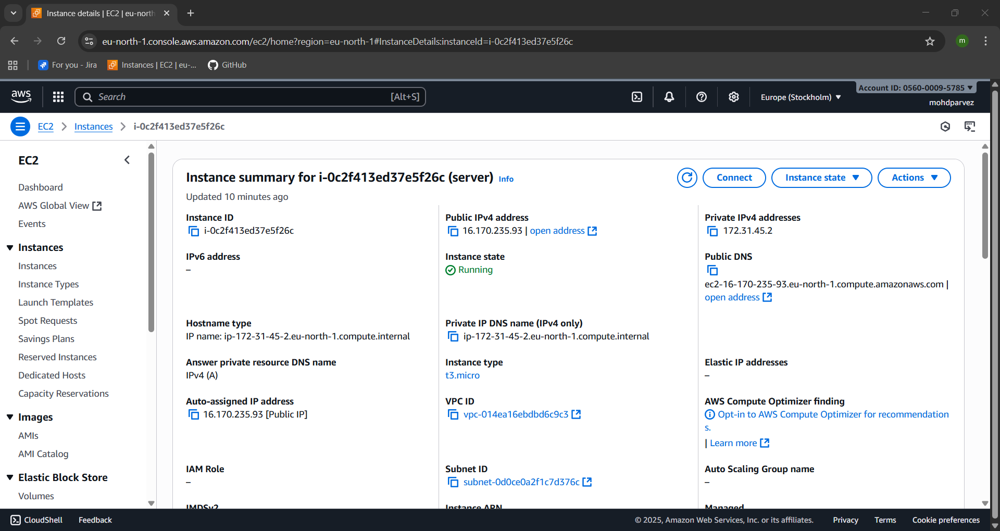 Instance details | EC2 | eu-north
eu-north-1.console.aws.amazon.com/ec2/home?region=eu-north-1#InstanceDetails:instanceId=i-0c2f413ed37e5f26c
m
For you - Jira
Instances | EC2 | eu-...
GitHub
aws
Search
[Alt+S]
Europe (Stockholm)
Account ID: 0560-0009-5785
mohdparvez
EC2
Instances
i-0c2f413ed37e5f26c
EC2
Dashboard
AWS Global View
Events
Instances
Instances
Instance Types
Launch Templates
Spot Requests
Savings Plans
Reserved Instances
Dedicated Hosts
Capacity Reservations
Images
AMIs
AMI Catalog
Elastic Block Store
Volumes
Instance summary for i-0c2f413ed37e5f26c (server) Info
Updated 10 minutes ago
Connect
Instance state
Actions
Instance ID
i-0c2f413ed37e5f26c
Public IPv4 address
16.170.235.93 | open address
Private IPv4 addresses
172.31.45.2
IPv6 address
–
Instance state
Running
Public DNS
ec2-16-170-235-93.eu-north-1.compute.amazonaws.com |
open address
Hostname type
IP name: ip-172-31-45-2.eu-north-1.compute.internal
Private IP DNS name (IPv4 only)
ip-172-31-45-2.eu-north-1.compute.internal
Answer private resource DNS name
IPv4 (A)
Instance type
t3.micro
Elastic IP addresses
–
Auto-assigned IP address
16.170.235.93 [Public IP]
VPC ID
vpc-014ea16ebdbd6c9c3
AWS Compute Optimizer finding
Opt-in to AWS Compute Optimizer for recommendation
s.
| Learn more
IAM Role
–
Subnet ID
subnet-0d0ce0a2f1c7d376c
Auto Scaling Group name
–
IMDSv2
Instance ARN
Managed
CloudShell
Feedback
© 2025, Amazon Web Services, Inc. or its affiliates.
Privacy
Terms
Cookie preferences